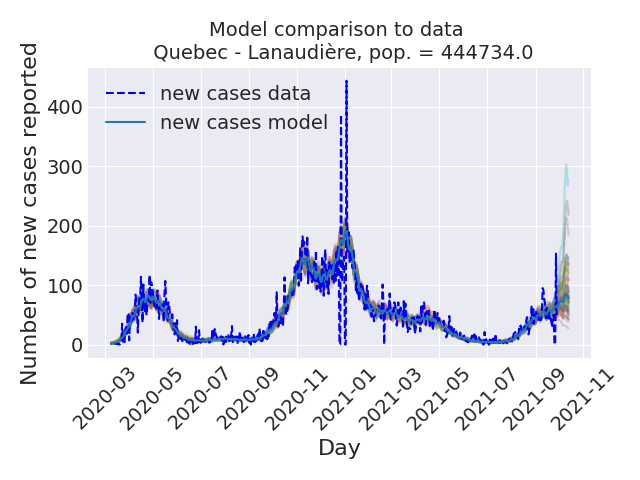 Model comparison to data
Quebec - Lanaudière, pop. = 444734.0
Number of new cases reported
400
300
200
100
0
new cases data
new cases model
2020-03
2020-05
2020-07
2020-09
2020-11
2021-01
2021-03
2021-05
2021-07
2021-09
2021-11
Day